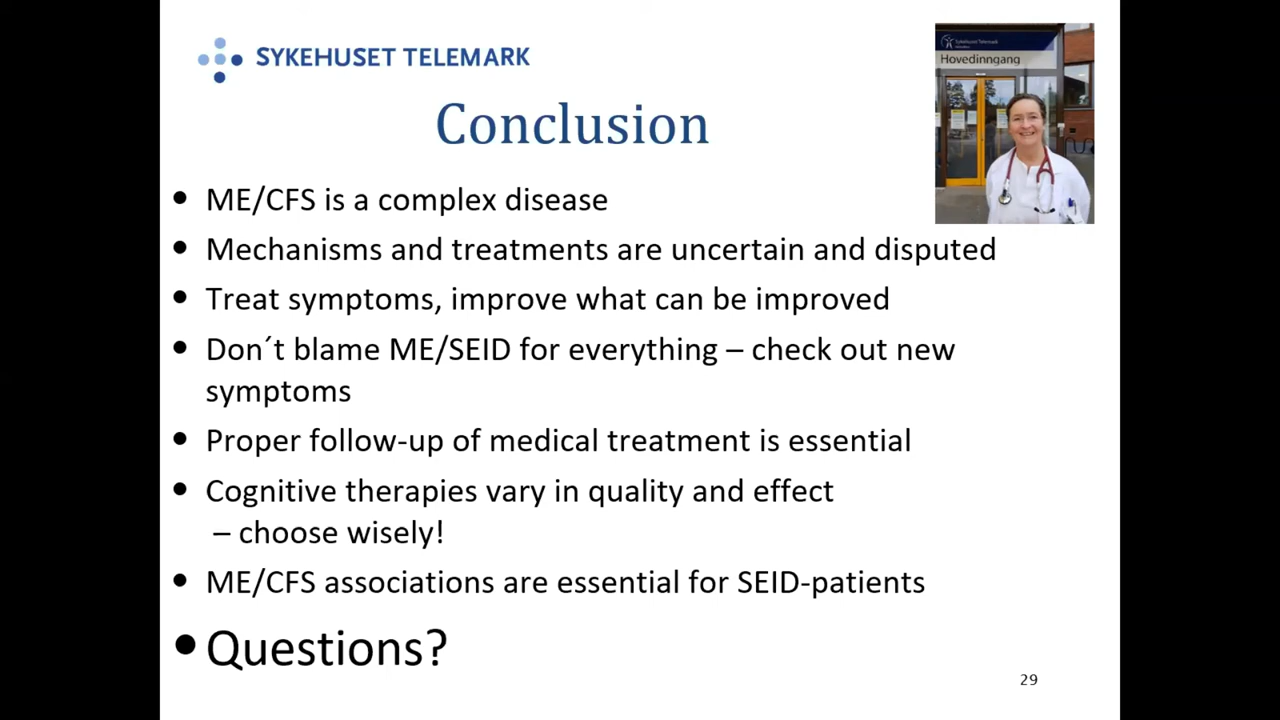 SYKEHUSET TELEMARK
Sykehuset Telemark
Hovedinngang
Conclusion
• ME/CFS is a complex disease
• Mechanisms and treatments are uncertain and disputed
• Treat symptoms, improve what can be improved
• Don´t blame ME/SEID for everything – check out new
symptoms
• Proper follow-up of medical treatment is essential
• Cognitive therapies vary in quality and effect
– choose wisely!
• ME/CFS associations are essential for SEID-patients
• Questions?
29